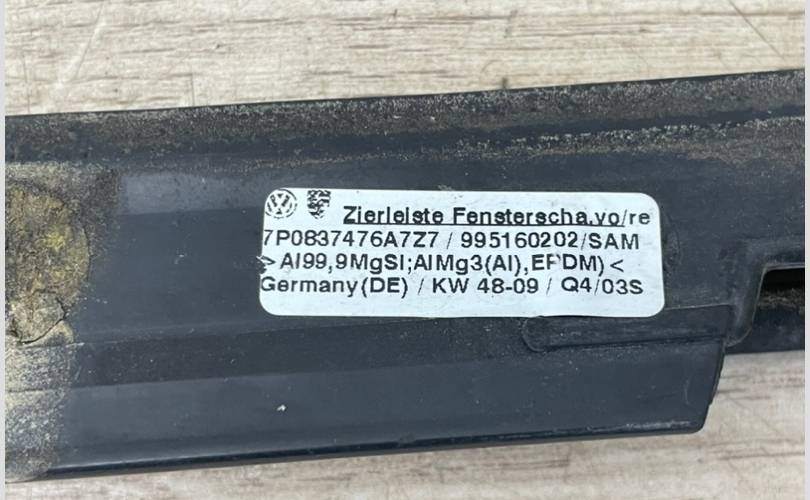 Zierleiste Fensterscha.vo/re
7P0837476A7Z7 / 995160202/SAM
>Al99,9MgSI;AlMg3(Al),EPDM)<
Germany(DE) / KW 48-09 / Q4/03S